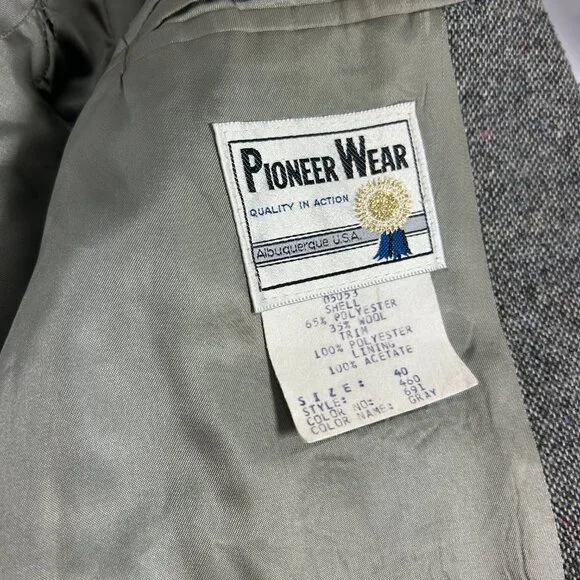 PIONEER WEAR
QUALITY IN ACTION
Albuquerque U.S.A.
05053
SHELL
65% POLYESTER
35% WOOL
TRIM
100% POLYESTER
LINING
100% ACETATE
SIZE: 40
STYLE: 460
COLOR NO: 691
COLOR NAME: GRAY